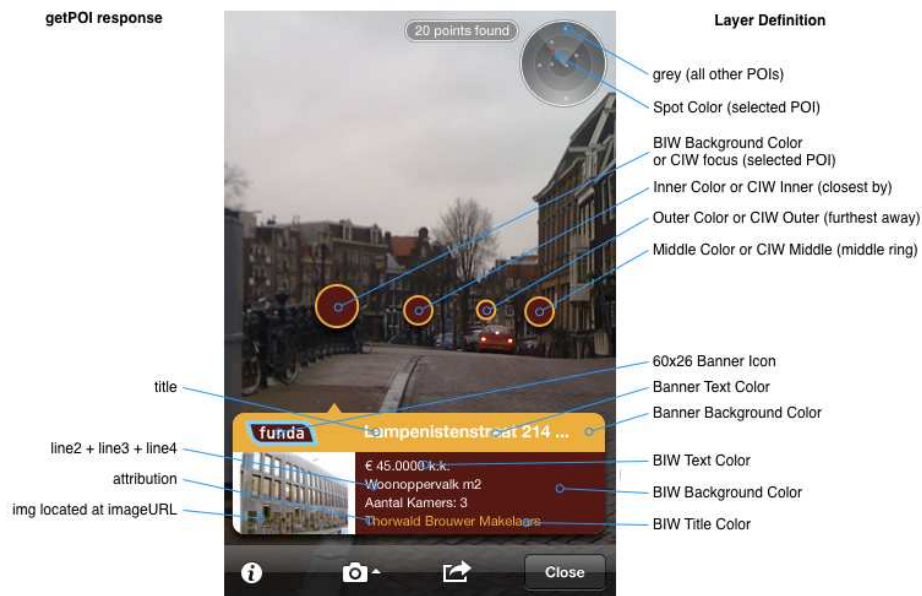 getPOI response
Layer Definition
20 points found
grey (all other POIs)
Spot Color (selected POI)
BIW Background Color
or CIW focus (selected POI)
Inner Color or CIW Inner (closest by)
Outer Color or CIW Outer (furthest away)
Middle Color or CIW Middle (middle ring)
60x26 Banner Icon
title
Banner Text Color
Banner Background Color
funda
Lampenistenstraat 214 ...
line2 + line3 + line4
attribution
img located at imageURL
€ 45.0000 k.k.
Woonoppervalk m2
Aantal Kamers: 3
Thorwald Brouwer Makelaars
BIW Text Color
BIW Background Color
BIW Title Color
Close